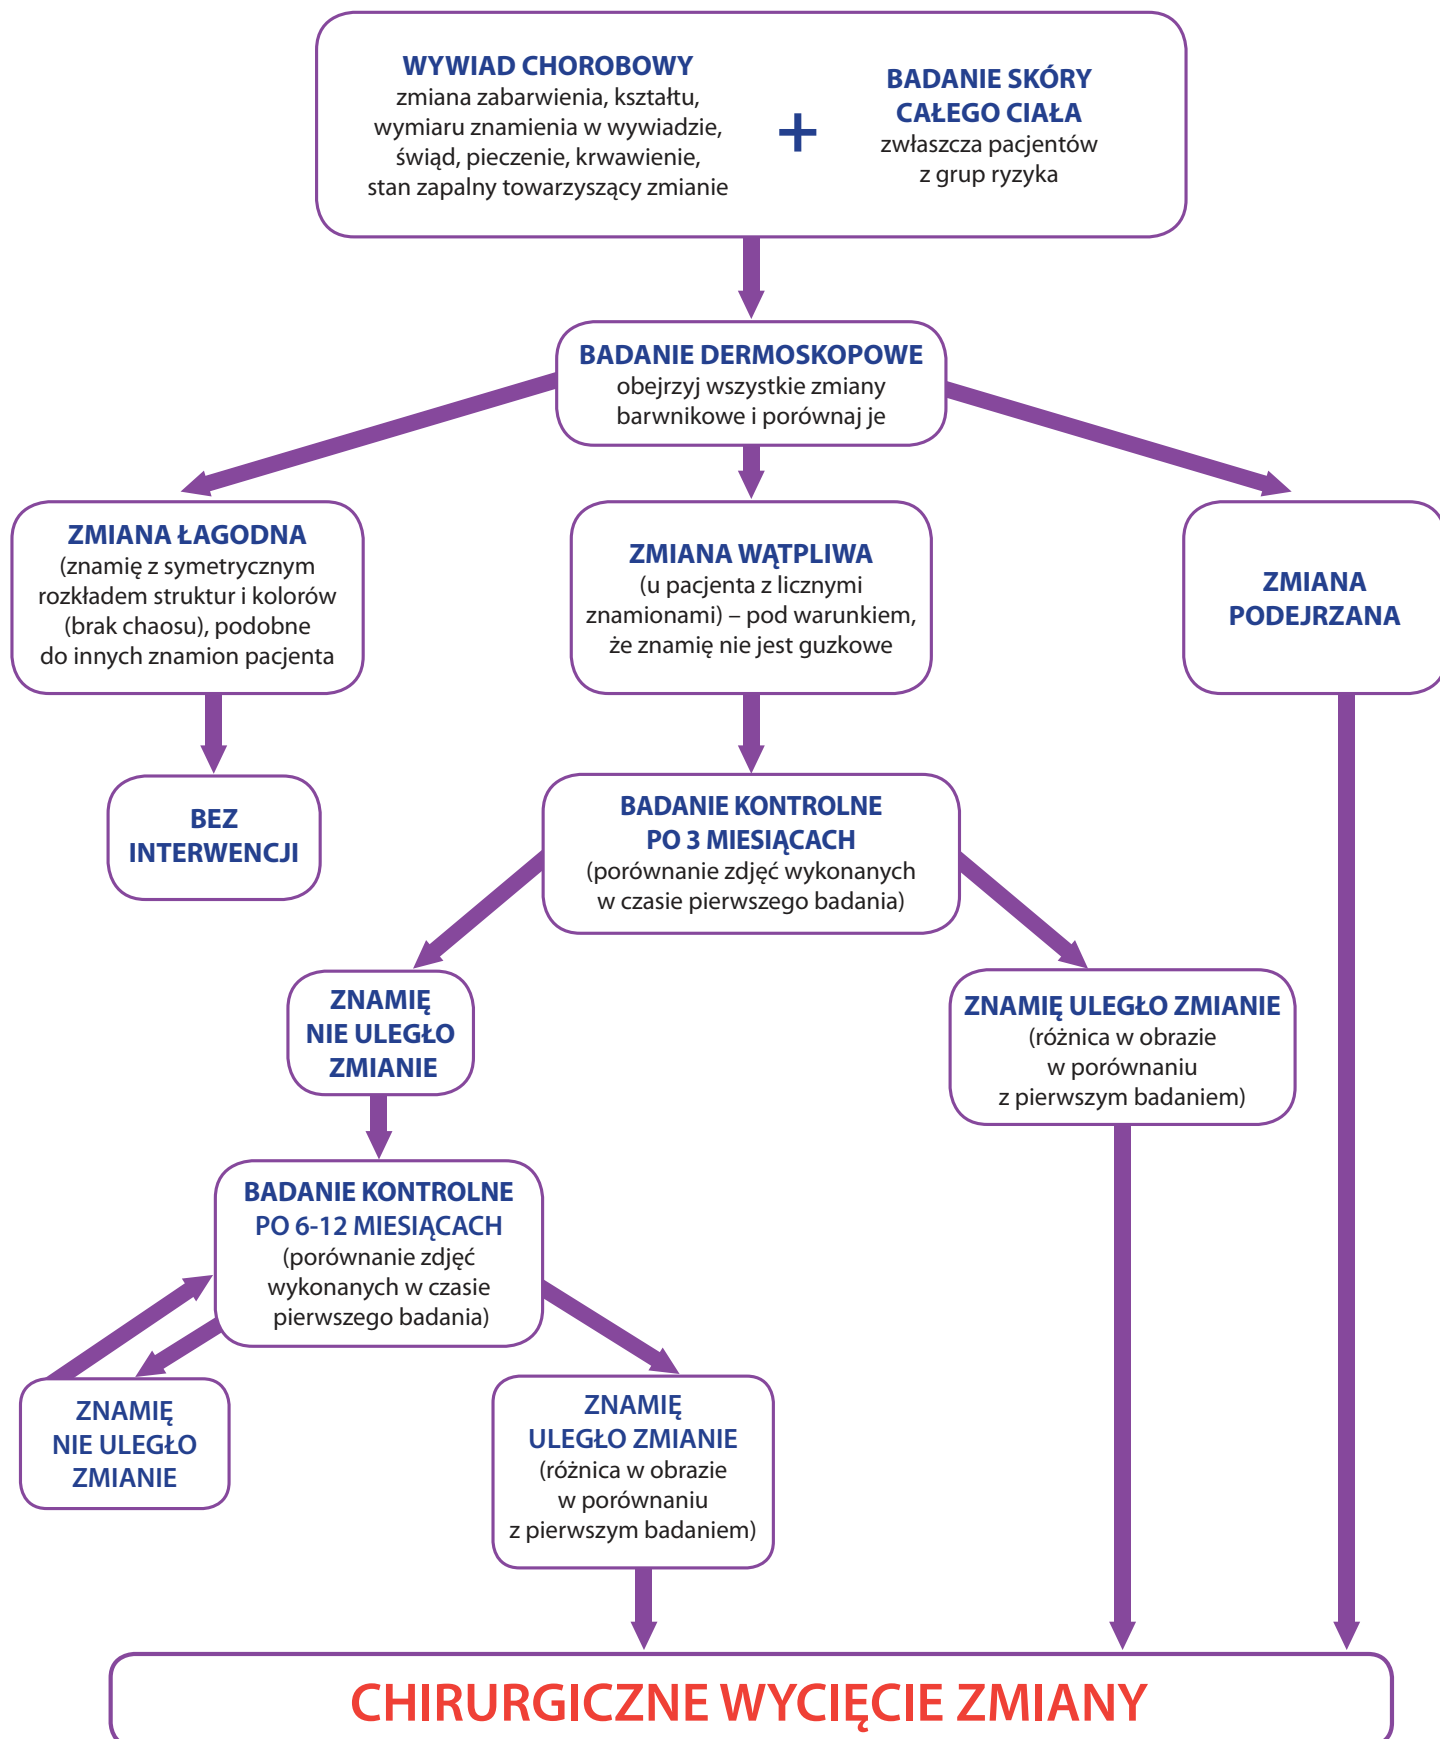 WYWIAD CHOROBOWY
zmiana zabarwienia, kształtu,
wymiaru znamienia w wywiadzie,
świąd, pieczenie, krwawienie,
stan zapalny towarzyszący zmianie
+
BADANIE SKÓRY
CAŁEGO CIAŁA
zwłaszcza pacjentów
z grup ryzyka
BADANIE DERMOSKOPOWE
obejrzyj wszystkie zmiany
barwnikowe i porównaj je
ZMIANA ŁAGODNA
(znamię z symetrycznym
rozkładem struktur i kolorów
(brak chaosu), podobne
do innych znamion pacjenta
ZMIANA WĄTPLIWA
(u pacjenta z licznymi
znamionami) – pod warunkiem,
że znamię nie jest guzkowe
ZMIANA
PODEJRZANA
BEZ
INTERWENCJI
BADANIE KONTROLNE
PO 3 MIESIĄCACH
(porównanie zdjęć wykonanych
w czasie pierwszego badania)
ZNAMIĘ
NIE ULEGŁO
ZMIANIE
ZNAMIĘ ULEGŁO ZMIANIE
(różnica w obrazie
w porównaniu
z pierwszym badaniem)
BADANIE KONTROLNE
PO 6-12 MIESIĄCACH
(porównanie zdjęć
wykonanych w czasie
pierwszego badania)
ZNAMIĘ
NIE ULEGŁO
ZMIANIE
ZNAMIĘ
ULEGŁO ZMIANIE
(różnica w obrazie
w porównaniu
z pierwszym badaniem)
CHIRURGICZNE WYCIĘCIE ZMIANY